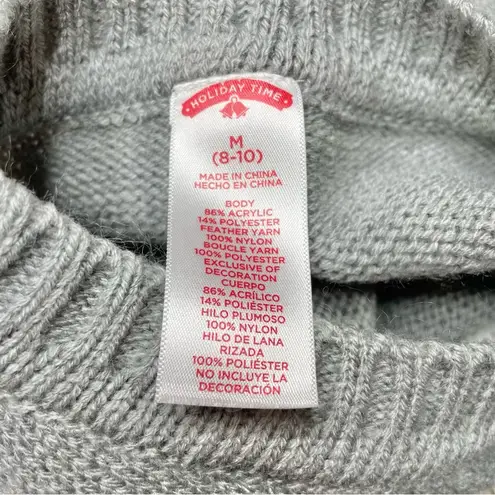 • HOLIDAY TIME •
M
(8-10)
MADE IN CHINA
HECHO EN CHINA
BODY
86% ACRYLIC
14% POLYESTER
FEATHER YARN
100% NYLON
BOUCLE YARN
100% POLYESTER
EXCLUSIVE OF
DECORATION
CUERPO
86% ACRÍLICO
14% POLIÉSTER
HILO PLUMOSO
100% NYLON
HILO DE LANA
RIZADA
100% POLIÉSTER
NO INCLUYE LA
DECORACIÓN